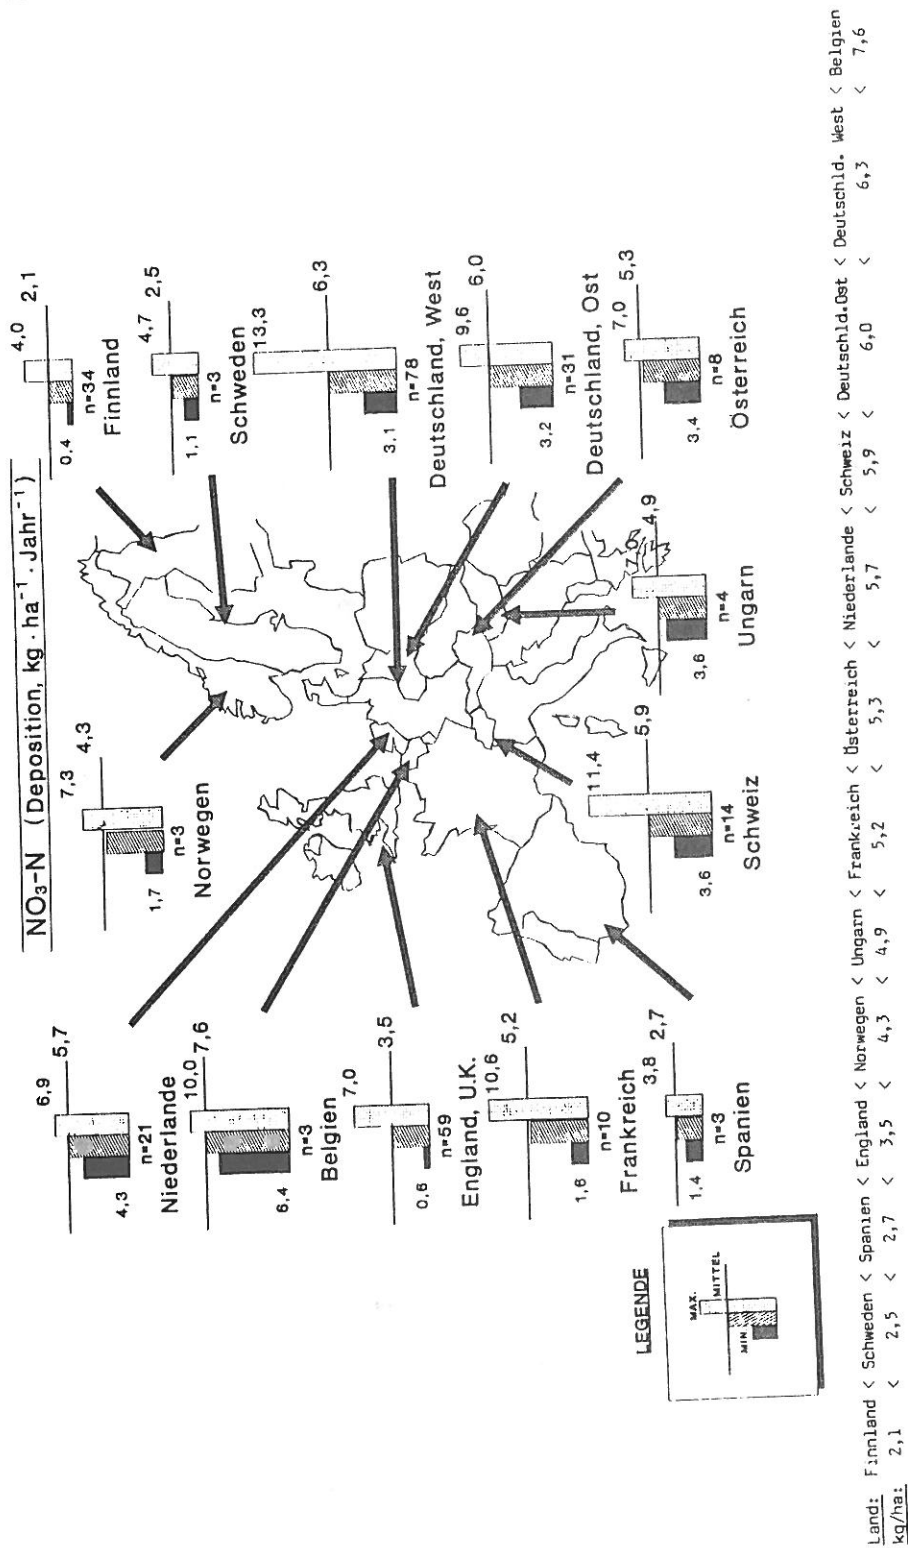 NO₃-N (Deposition, kg · ha⁻¹ · Jahr⁻¹)
6,9
5,7
4,3
n=21
Niederlande
10,0
7,6
6,4
n=3
Belgien
7,0
3,5
0,6
n=59
England, U.K.
10,6
5,2
1,6
n=10
Frankreich
3,8
2,7
1,4
n=3
Spanien
7,3
4,3
1,7
n=3
Norwegen
11,4
5,9
3,6
n=14
Schweiz
7,0
4,9
3,6
n=4
Ungarn
4,0
2,1
0,4
n=34
Finnland
4,7
2,5
1,1
n=3
Schweden
13,3
6,3
3,1
n=78
Deutschland, West
9,6
6,0
3,2
n=31
Deutschland, Ost
7,0
5,3
3,4
n=8
Österreich
LEGENDE
MAX.
MITTEL
MIN
Land: Finnland < Schweden < Spanien < England < Norwegen < Ungarn < Frankreich < Österreich < Niederlande < Schweiz < Deutschld.Ost < Deutschld. West < Belgien
kg/ha: 2,1 < 2,5 < 2,7 < 3,5 < 4,3 < 4,9 < 5,2 < 5,3 < 5,7 < 5,9 < 6,0 < 6,3 < 7,6